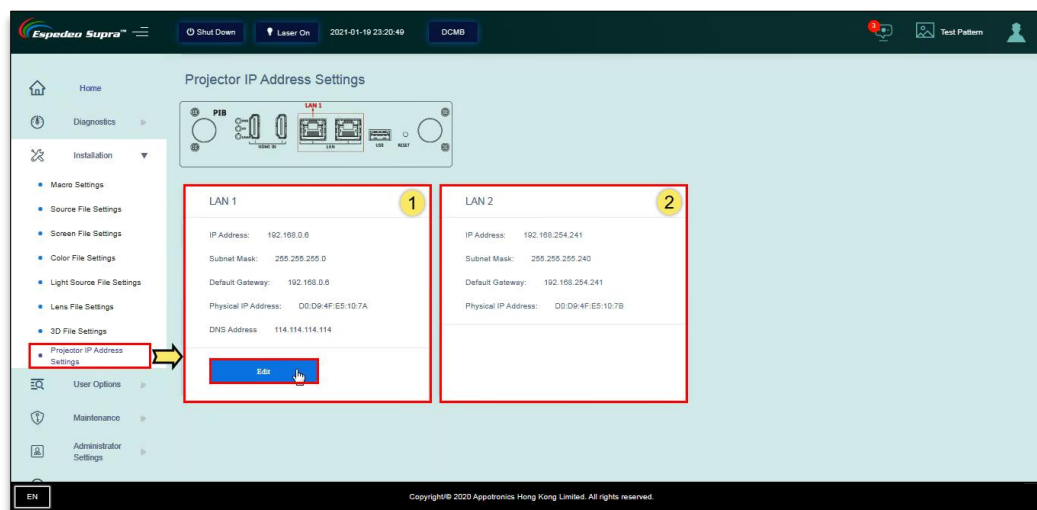 Espedeo Supra™
Shut Down
Laser On
2021-01-19 23:20:49
DCMB
3
Test Pattern
Home
Diagnostics
Installation
Macro Settings
Source File Settings
Screen File Settings
Color File Settings
Light Source File Settings
Lens File Settings
3D File Settings
Projector IP Address
Settings
User Options
Maintenance
Administrator
Settings
Projector IP Address Settings
LAN 1
PIB
HDMI IN
LAN
USB
RESET
LAN 1
1
IP Address: 192.168.0.6
Subnet Mask: 255.255.255.0
Default Gateway: 192.168.0.6
Physical IP Address: D0:D9:4F:E5:10:7A
DNS Address 114.114.114.114
Edit
LAN 2
2
IP Address: 192.168.254.241
Subnet Mask: 255.255.255.240
Default Gateway: 192.168.254.241
Physical IP Address: D0:D9:4F:E5:10:7B
EN
Copyright/© 2020 Appotronics Hong Kong Limited. All rights reserved.